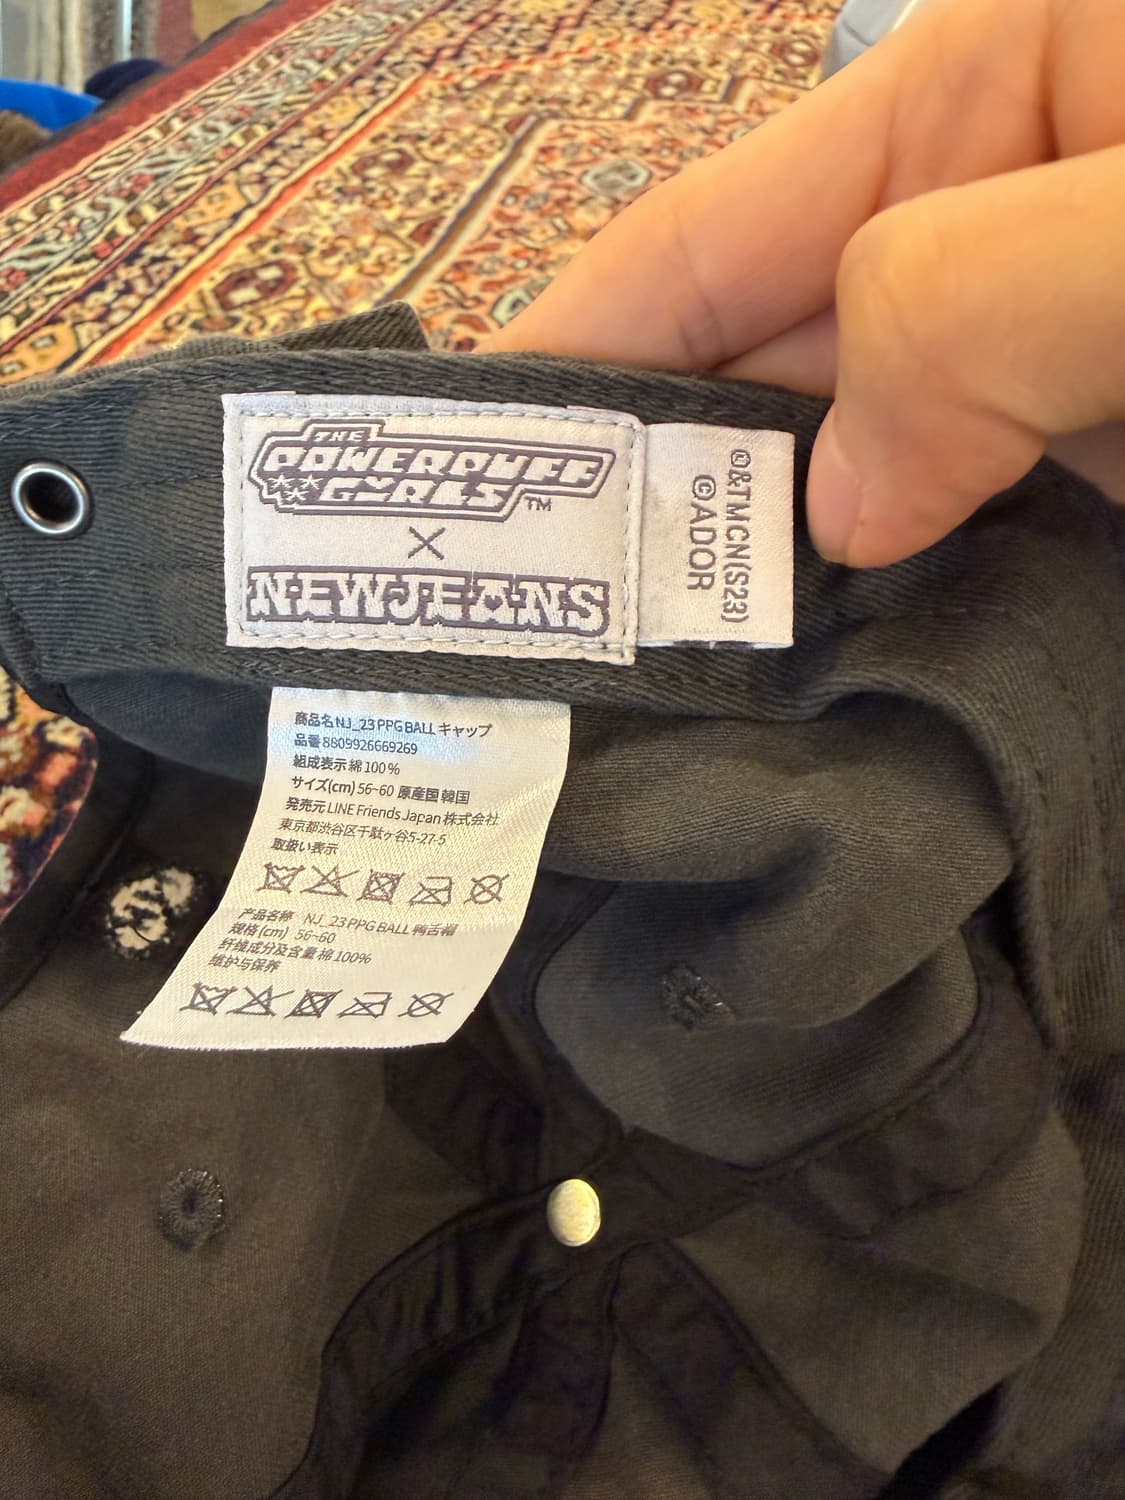 THE
POWERPUFF
GIRLS
TM
×
NEWJEANS
©&TMCN(S23)
©ADOR
商品名 NJ_23 PPG BALL キャップ
品番 8809926669269
組成表示 綿 100%
サイズ(cm) 56~60 原産国 韓国
発売元 LINE Friends Japan 株式会社
東京都渋谷区千駄ヶ谷5-27-5
取扱い表示
产品名称 NJ_23 PPG BALL 鸭舌帽
规格(cm) 56~60
纤维成分及含量 棉 100%
维护与保养